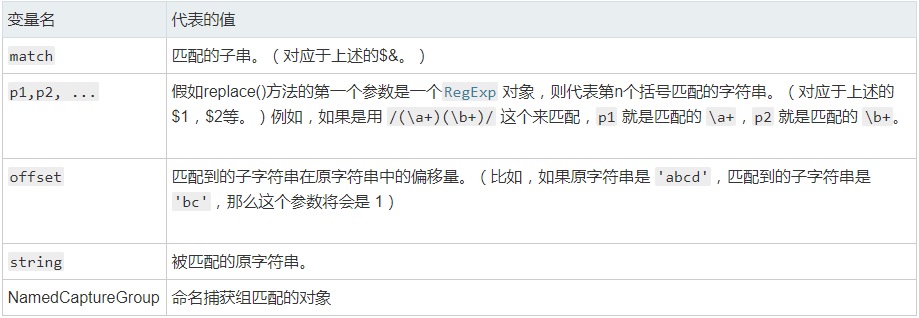 变量名 代表的值
match 匹配的子串。（对应于上述的$&。）
p1,p2, ... 假如replace()方法的第一个参数是一个RegExp 对象，则代表第n个括号匹配的字符串。（对应于上述的
$1，$2等。）例如，如果是用 /(\a+)(\b+)/ 这个来匹配，p1 就是匹配的 \a+，p2 就是匹配的 \b+。
offset 匹配到的子字符串在原字符串中的偏移量。（比如，如果原字符串是 'abcd'，匹配到的子字符串是
'bc'，那么这个参数将会是 1）
string 被匹配的原字符串。
NamedCaptureGroup 命名捕获组匹配的对象